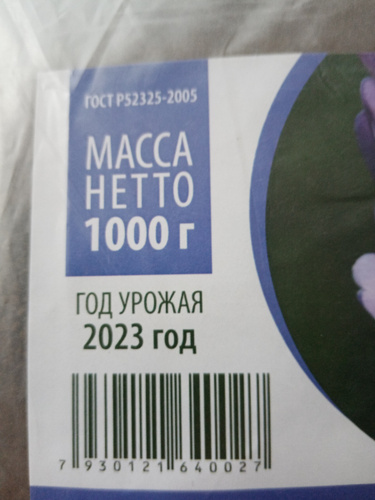 ГОСТ Р52325-2005
МАССА
НЕТТО
1000 г
ГОД УРОЖАЯ
2023 год
7 930121 640027